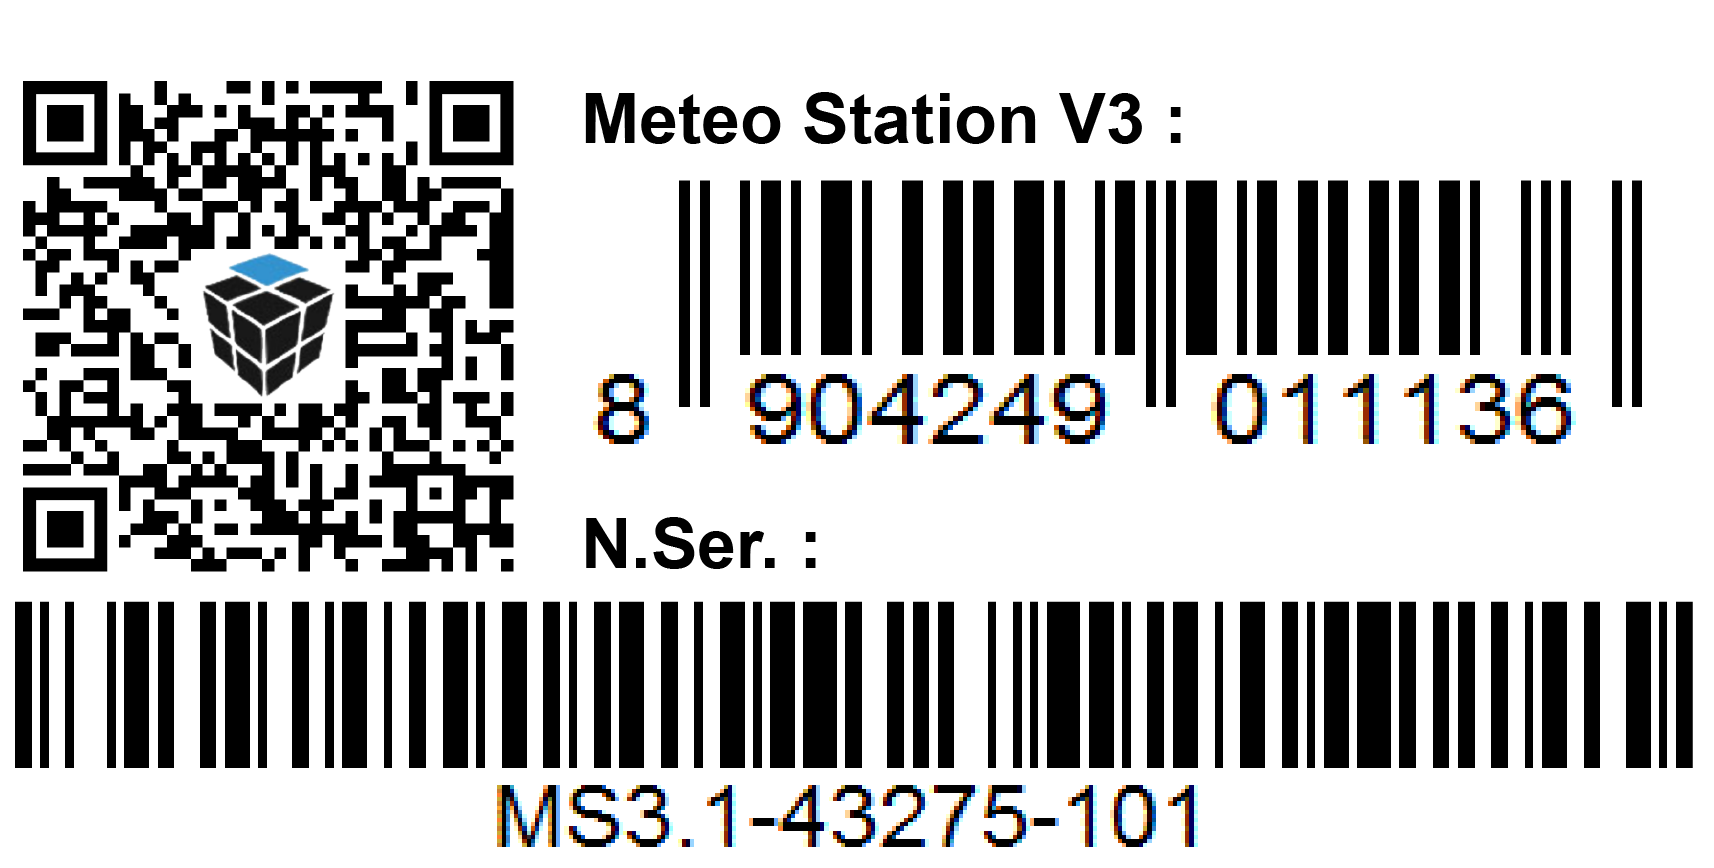 Meteo Station V3 :
8 904249 011136
N.Ser. :
MS3.1-43275-101